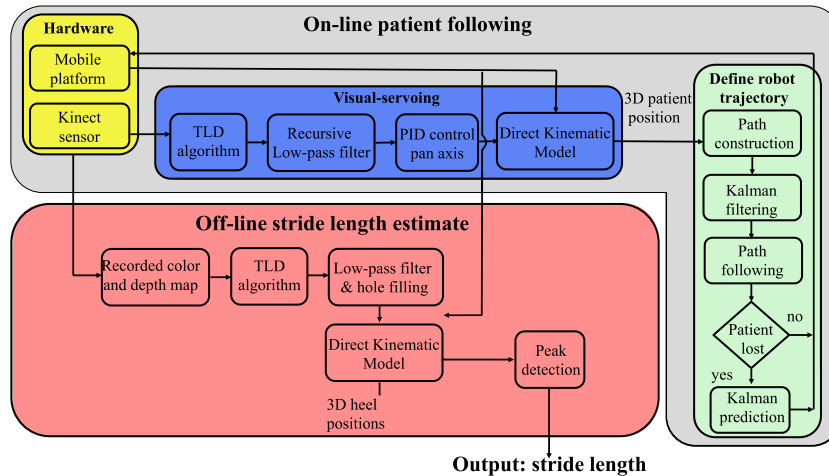 On-line patient following
Hardware
Mobile
platform
Kinect
sensor
Visual-servoing
TLD
algorithm
Recursive
Low-pass filter
PID control
pan axis
Direct Kinematic
Model
3D patient
position
Define robot
trajectory
Path
construction
Kalman
filtering
Path
following
Patient
lost
no
yes
Kalman
prediction
Off-line stride length estimate
Recorded color
and depth map
TLD
algorithm
Low-pass filter
& hole filling
Direct Kinematic
Model
Peak
detection
3D heel
positions
Output: stride length